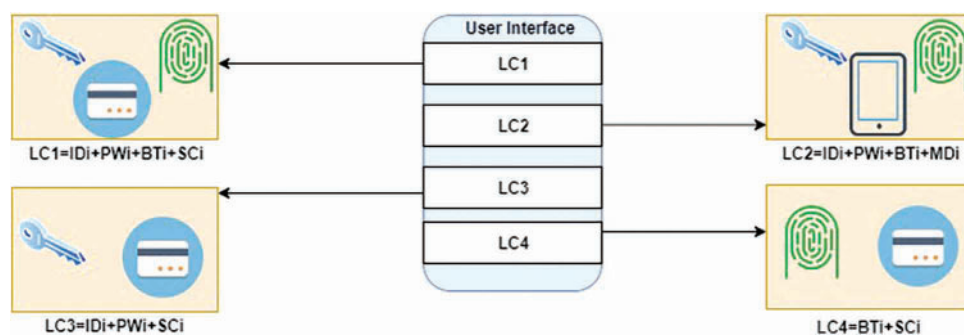 User Interface
LC1
LC2
LC3
LC4
LC1=IDi+PWi+BTi+SCi
LC2=IDi+PWi+BTi+MDi
LC3=IDi+PWi+SCi
LC4=BTi+SCi